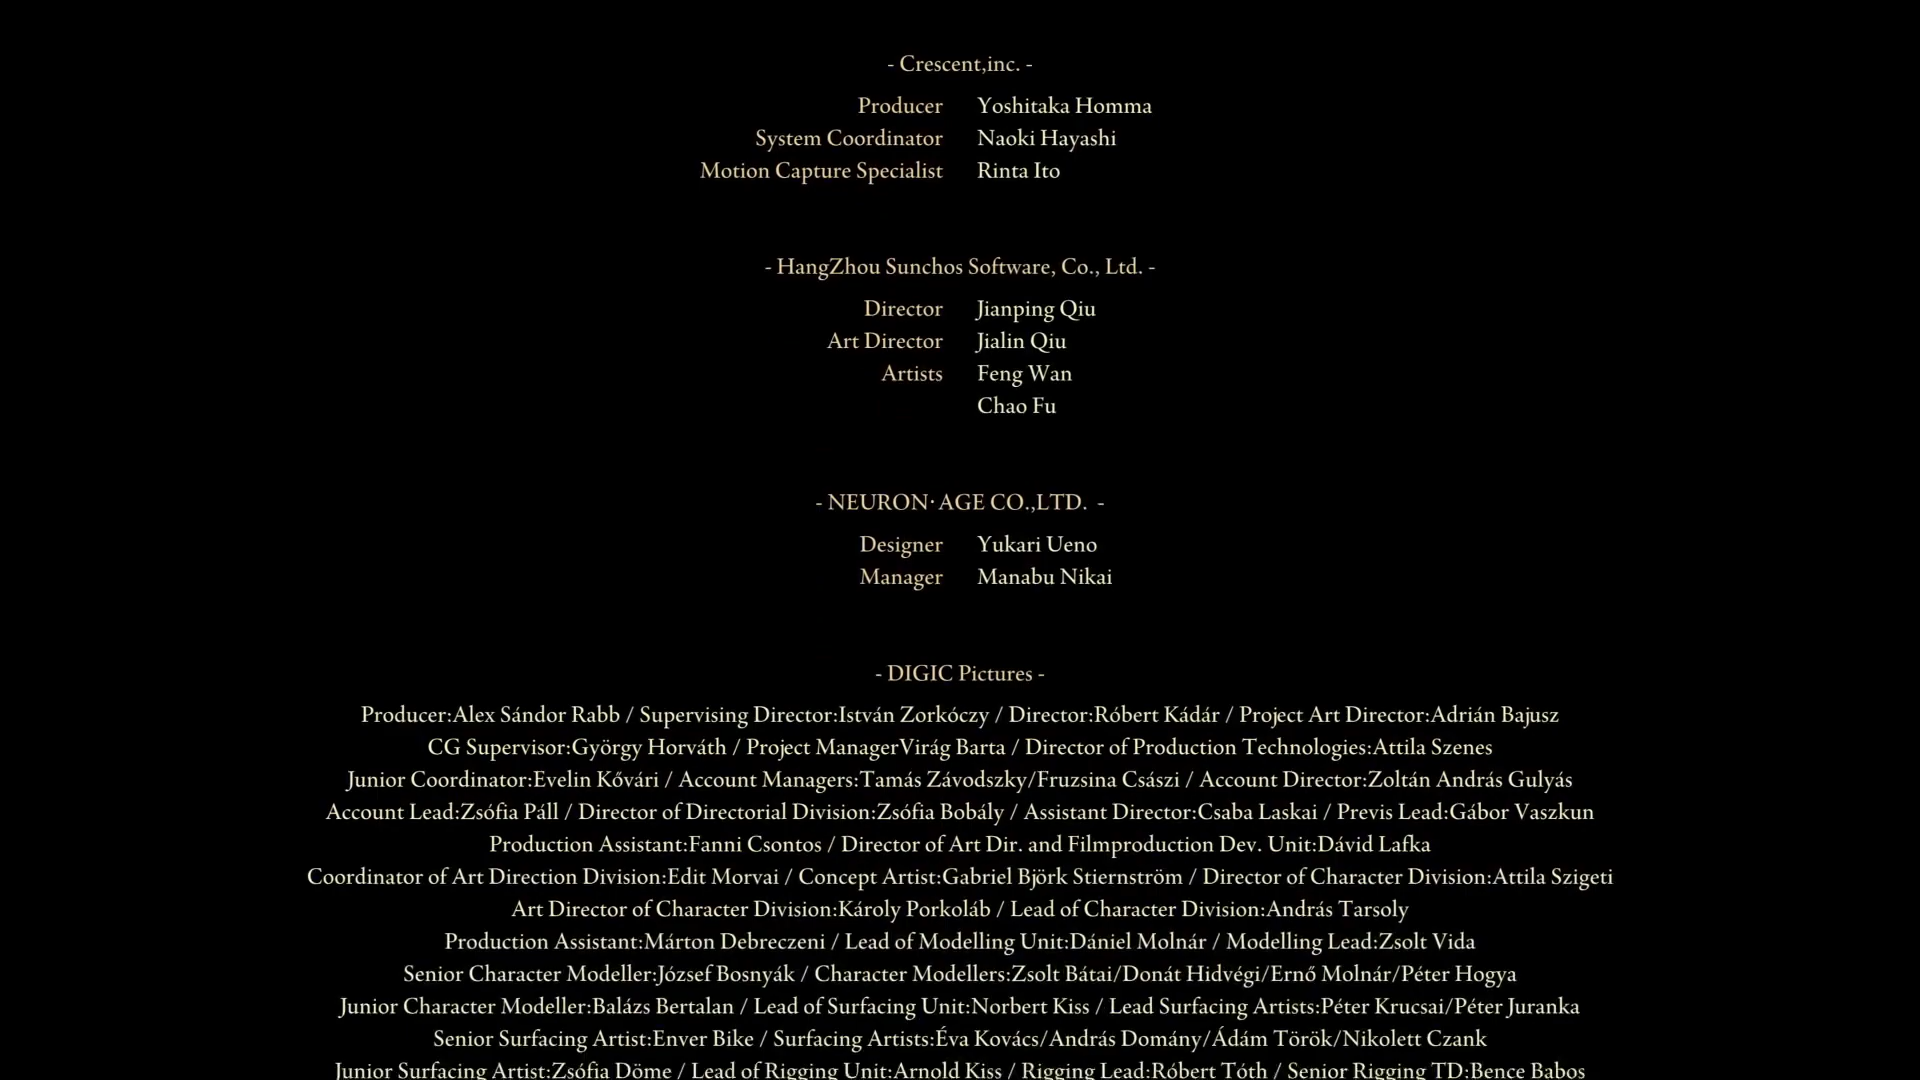 - Crescent,inc. -
Producer Yoshitaka Homma
System Coordinator Naoki Hayashi
Motion Capture Specialist Rinta Ito
- HangZhou Sunchos Software, Co., Ltd. -
Director Jianping Qiu
Art Director Jialin Qiu
Artists Feng Wan
Chao Fu
- NEURON·AGE CO.,LTD. -
Designer Yukari Ueno
Manager Manabu Nikai
- DIGIC Pictures -
Producer:Alex Sándor Rabb / Supervising Director:István Zorkóczy / Director:Róbert Kádár / Project Art Director:Adrián Bajusz
CG Supervisor:György Horváth / Project ManagerVirág Barta / Director of Production Technologies:Attila Szenes
Junior Coordinator:Evelin Kővári / Account Managers:Tamás Závodszky/Fruzsina Császi / Account Director:Zoltán András Gulyás
Account Lead:Zsófia Páll / Director of Directorial Division:Zsófia Bobály / Assistant Director:Csaba Laskai / Previs Lead:Gábor Vaszkun
Production Assistant:Fanni Csontos / Director of Art Dir. and Filmproduction Dev. Unit:Dávid Lafka
Coordinator of Art Direction Division:Edit Morvai / Concept Artist:Gabriel Björk Stiernström / Director of Character Division:Attila Szigeti
Art Director of Character Division:Károly Porkoláb / Lead of Character Division:András Tarsoly
Production Assistant:Márton Debreczeni / Lead of Modelling Unit:Dániel Molnár / Modelling Lead:Zsolt Vida
Senior Character Modeller:József Bosnyák / Character Modellers:Zsolt Bátai/Donát Hidvégi/Ernő Molnár/Péter Hogya
Junior Character Modeller:Balázs Bertalan / Lead of Surfacing Unit:Norbert Kiss / Lead Surfacing Artists:Péter Krucsai/Péter Juranka
Senior Surfacing Artist:Enver Bike / Surfacing Artists:Éva Kovács/András Domány/Ádám Török/Nikolett Czank
Junior Surfacing Artist:Zsófia Döme / Lead of Rigging Unit:Arnold Kiss / Rigging Lead:Róbert Tóth / Senior Rigging TD:Bence Babos